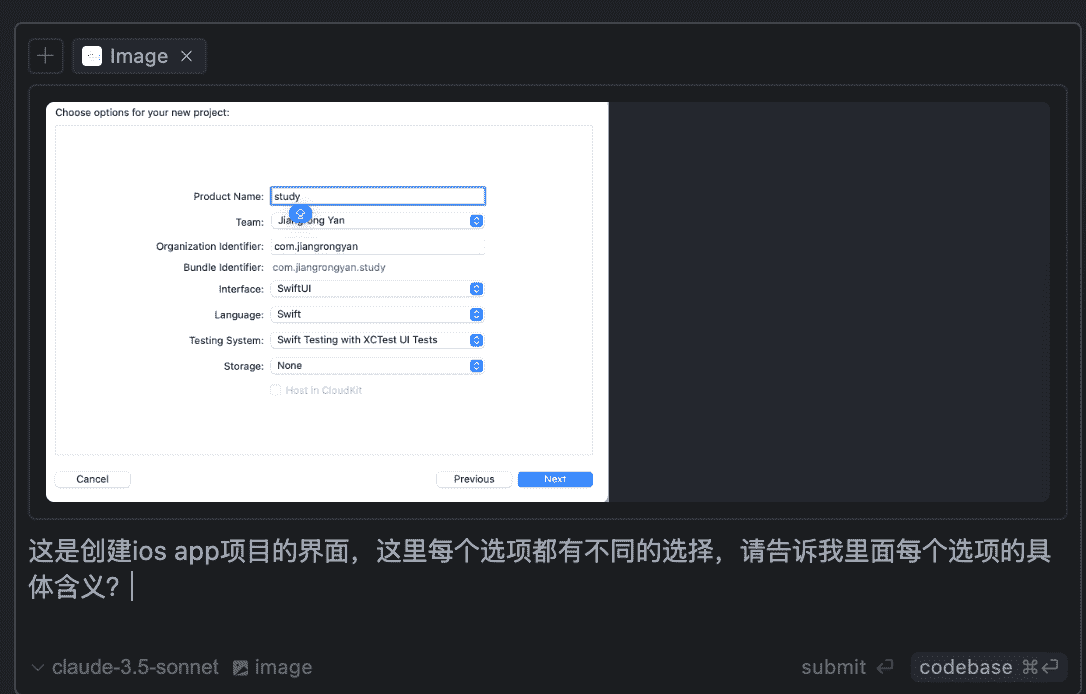 Image
Choose options for your new project:
Product Name: study
Team: Jiangrong Yan
Organization Identifier: com.jiangrongyan
Bundle Identifier: com.jiangrongyan.study
Interface: SwiftUI
Language: Swift
Testing System: Swift Testing with XCTest UI Tests
Storage: None
Host in CloudKit
Cancel Previous Next
这是创建ios app项目的界面，这里每个选项都有不同的选择，请告诉我里面每个选项的具
体含义？
claude-3.5-sonnet image submit codebase ⌘